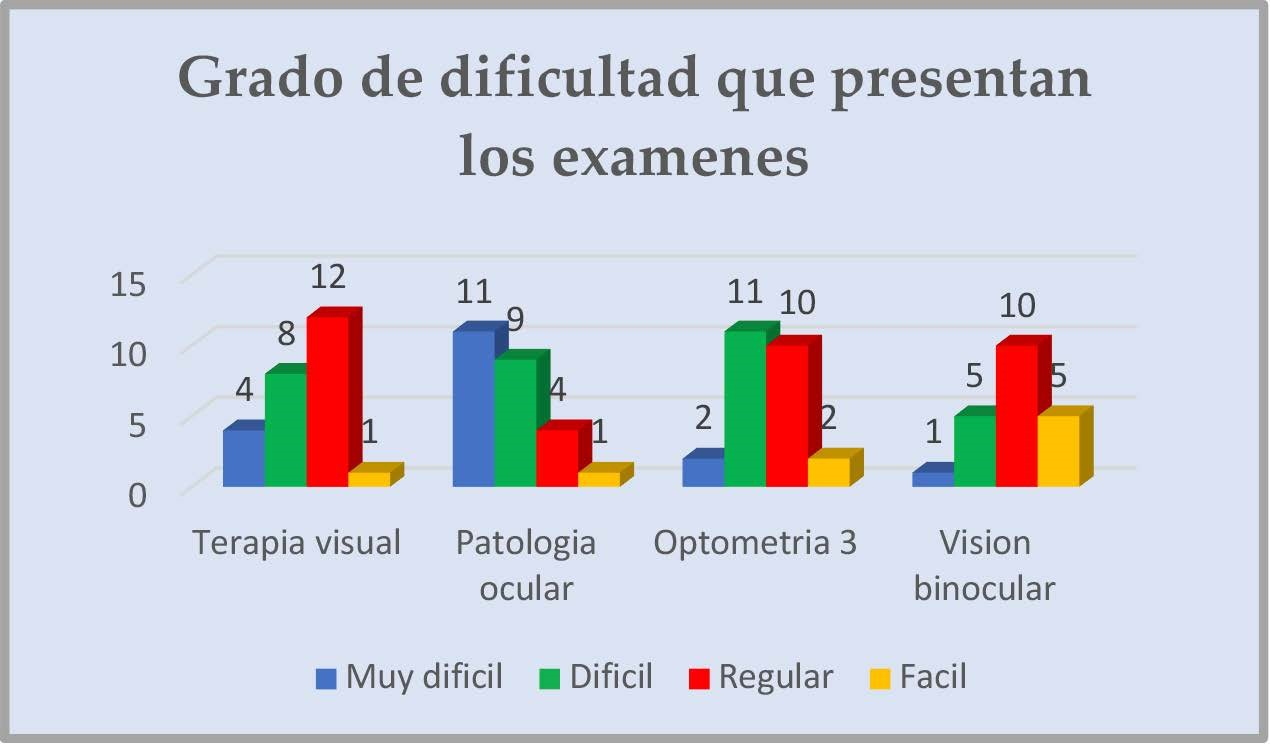 Grado de dificultad que presentan
los examenes
15
10
5
0
4
8
12
1
11
9
4
1
2
11
10
2
1
5
10
5
Terapia visual
Patologia
ocular
Optometria 3
Vision
binocular
Muy dificil
Dificil
Regular
Facil